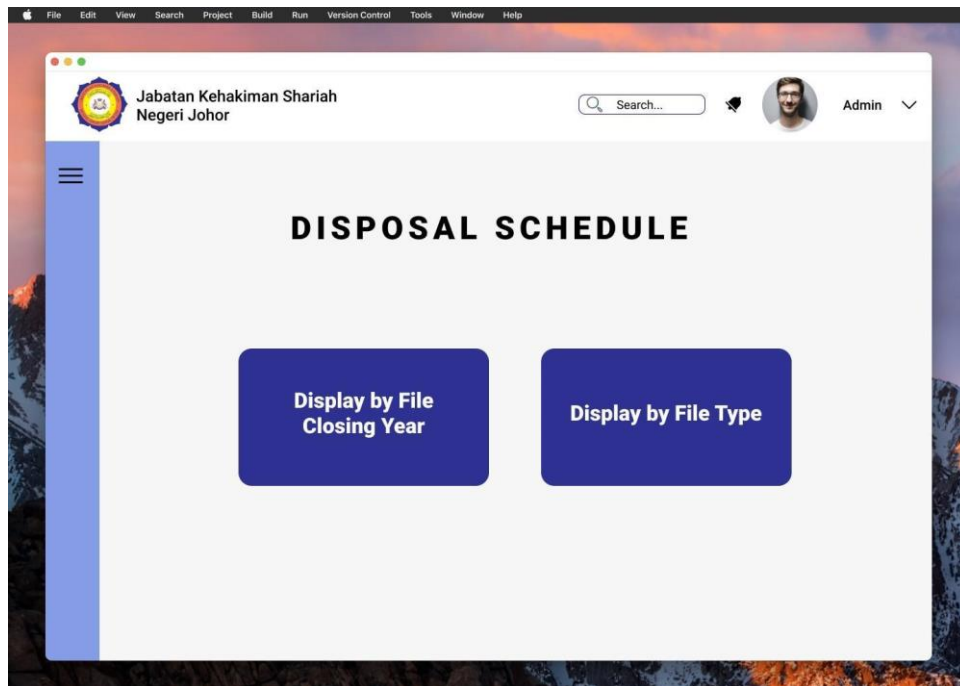 File Edit View Search Project Build Run Version Control Tools Window Help
Jabatan Kehakiman Shariah
Negeri Johor
Search...
Admin
DISPOSAL SCHEDULE
Display by File
Closing Year
Display by File Type